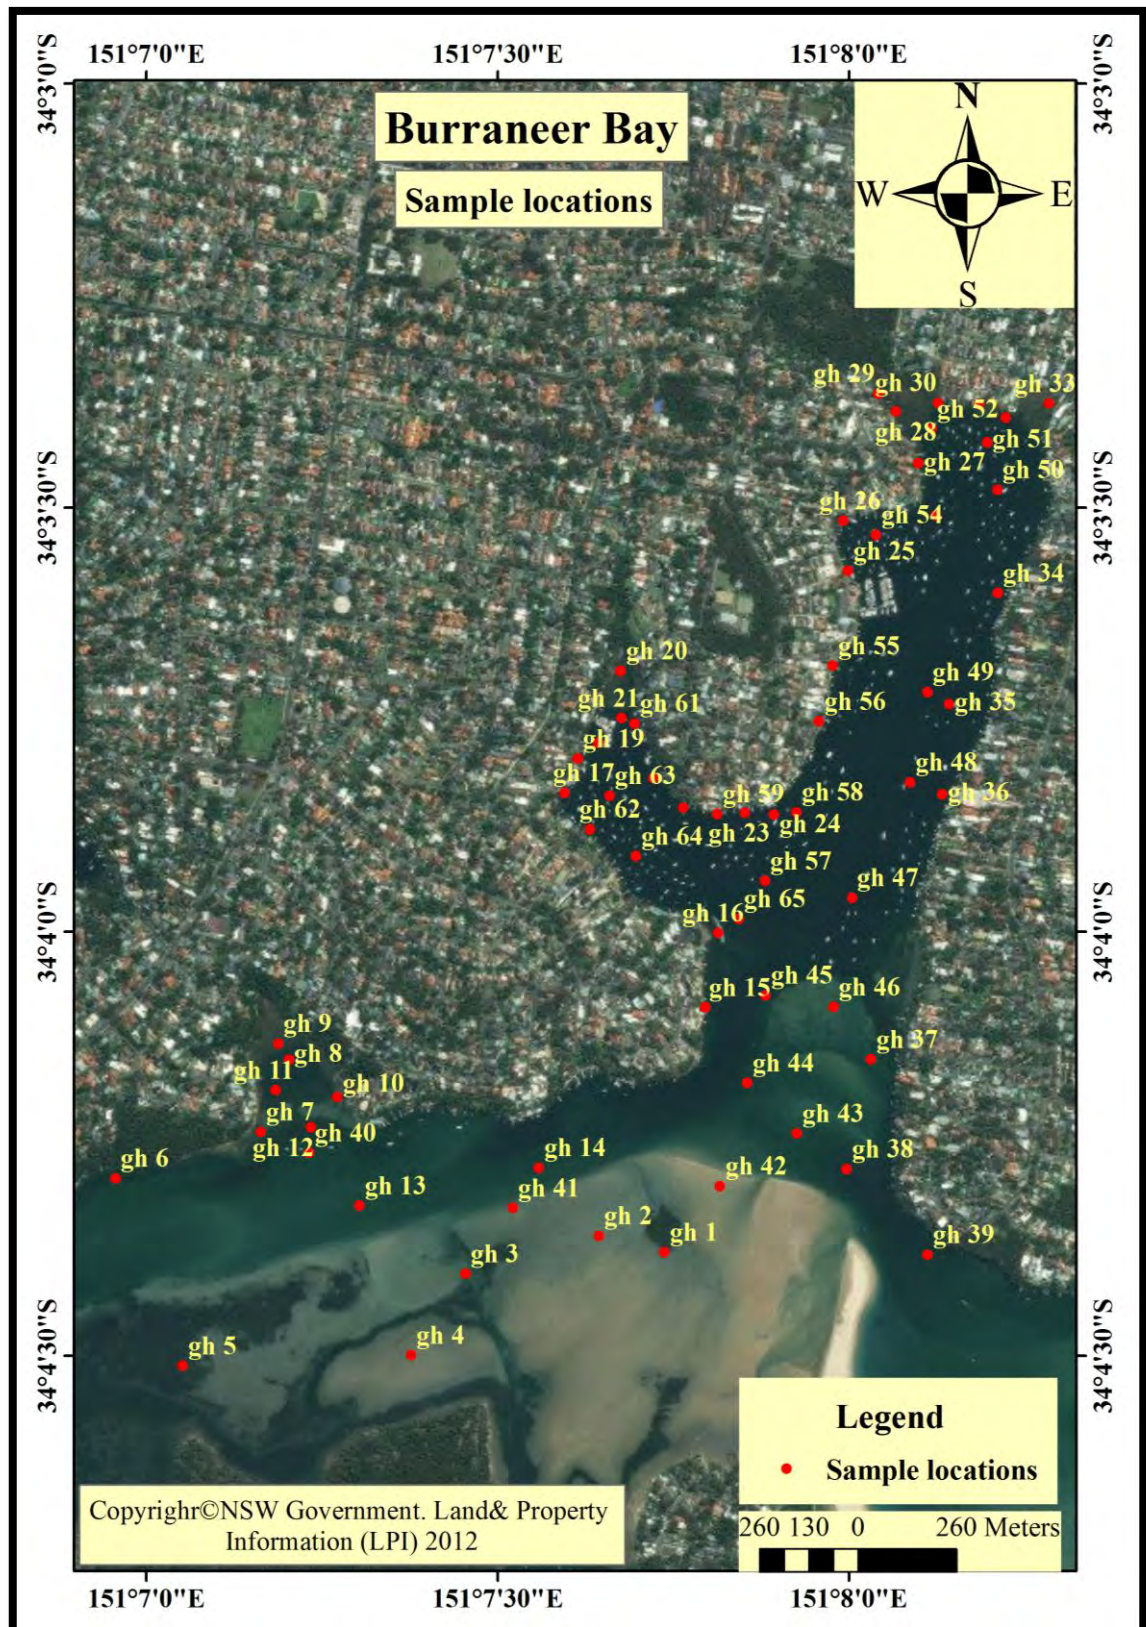 151°7'0"E 151°7'30"E 151°8'0"E
34°3'0"S
34°3'0"S
Burraneer Bay
Sample locations
N
W E
S
gh 29
gh 30
gh 33
gh 52
gh 28
gh 51
gh 27
gh 50
34°3'30"S
34°3'30"S
gh 26
gh 54
gh 25
gh 34
gh 20
gh 55
gh 49
gh 21
gh 61
gh 56
gh 35
gh 19
gh 17
gh 63
gh 48
gh 36
gh 62
gh 59
gh 58
gh 23
gh 24
gh 64
gh 57
gh 47
gh 65
gh 16
34°4'0"S
34°4'0"S
gh 15
gh 45
gh 46
gh 9
gh 8
gh 37
gh 11
gh 10
gh 44
gh 7
gh 40
gh 43
gh 12
gh 6
gh 14
gh 38
gh 13
gh 41
gh 42
gh 2
gh 1
gh 39
gh 3
gh 4
gh 5
34°4'30"S
34°4'30"S
Legend
Sample locations
Copyrighr©NSW Government. Land& Property
Information (LPI) 2012
260 130 0 260 Meters
151°7'0"E 151°7'30"E 151°8'0"E